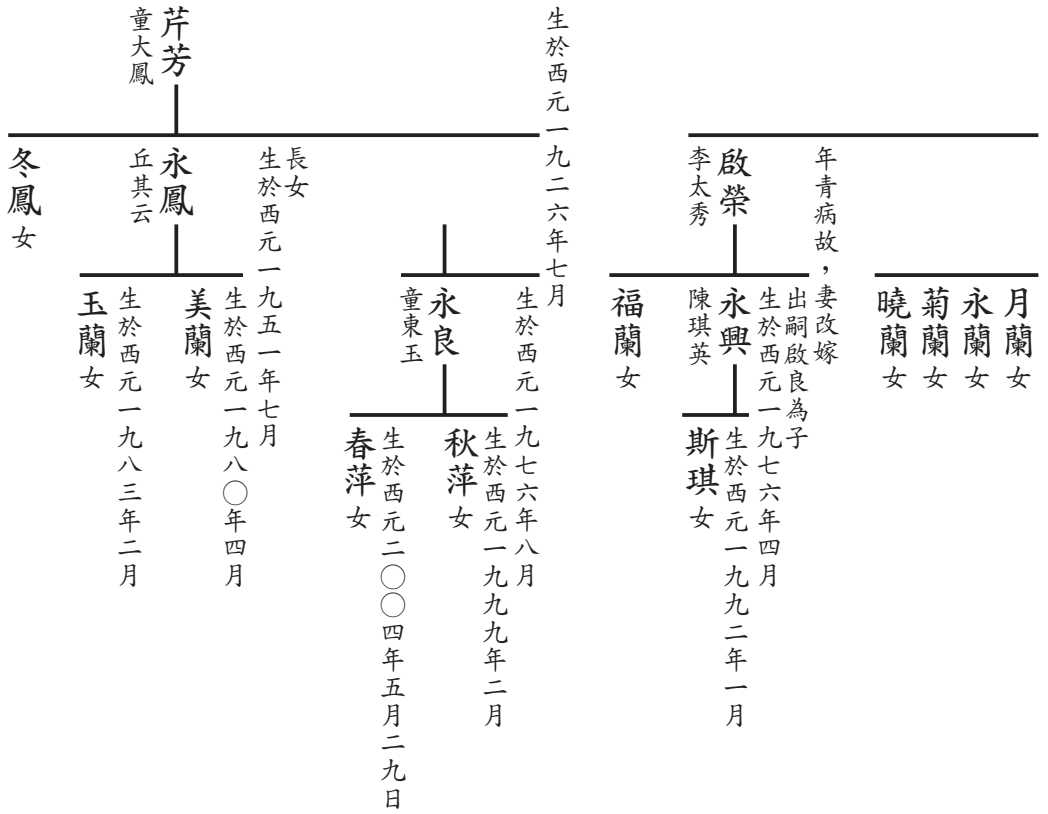 月蘭 女
永蘭 女
菊蘭 女
曉蘭 女
年青病故，妻改嫁
啟榮
李太秀
出嗣啟良為子
生於西元一九七六年四月
永興
陳琪英
生於西元一九九二年一月
斯琪 女
福蘭 女
生於西元一九二六年七月
生於西元一九七六年八月
永良
童東玉
生於西元一九九九年二月
秋萍 女
生於西元二〇〇四年五月二九日
春萍 女
芹芳
童大鳳
長女
生於西元一九五一年七月
永鳳
丘其云
生於西元一九八〇年四月
美蘭 女
生於西元一九八三年二月
玉蘭 女
冬鳳 女